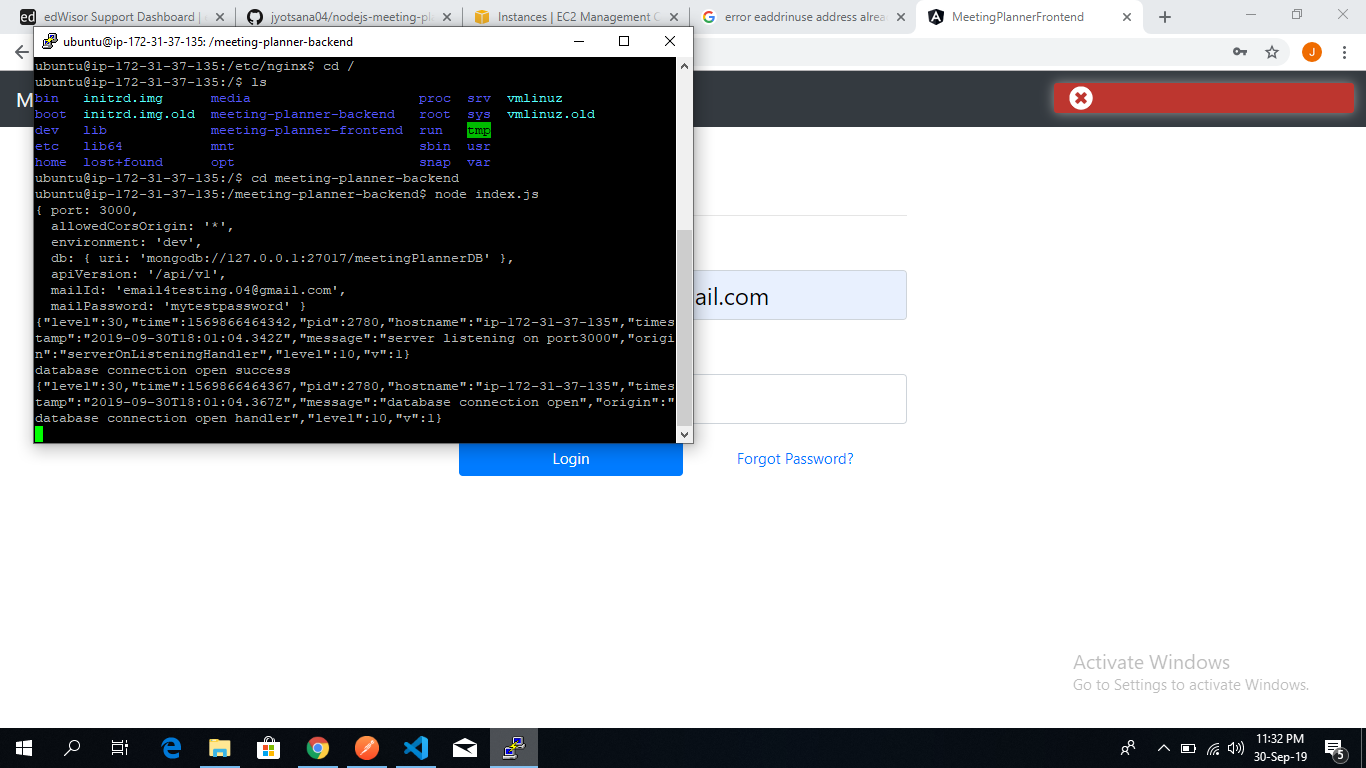 edWisor Support Dashboard |
jyotsana04/nodejs-meeting-pl
Instances | EC2 Management C
error eaddrinuse address alrea
MeetingPlannerFrontend
ubuntu@ip-172-31-37-135: /meeting-planner-backend
J
M
ubuntu@ip-172-31-37-135:/etc/nginx$ cd /
ubuntu@ip-172-31-37-135:/$ ls
bin initrd.img media proc srv vmlinuz
boot initrd.img.old meeting-planner-backend root sys vmlinuz.old
dev lib meeting-planner-frontend run tmp
etc lib64 mnt sbin usr
home lost+found opt snap var
ubuntu@ip-172-31-37-135:/$ cd meeting-planner-backend
ubuntu@ip-172-31-37-135:/meeting-planner-backend$ node index.js
{ port: 3000,
allowedCorsOrigin: '*',
environment: 'dev',
db: { uri: 'mongodb://127.0.0.1:27017/meetingPlannerDB' },
apiVersion: '/api/v1',
mailId: 'email4testing.04@gmail.com',
mailPassword: 'mytestpassword' }
{"level":30,"time":1569866464342,"pid":2780,"hostname":"ip-172-31-37-135","times
tamp":"2019-09-30T18:01:04.342Z","message":"server listening on port3000","origi
n":"serverOnListeningHandler","level":10,"v":1}
database connection open success
{"level":30,"time":1569866464367,"pid":2780,"hostname":"ip-172-31-37-135","times
tamp":"2019-09-30T18:01:04.367Z","message":"database connection open","origin":"
database connection open handler","level":10,"v":1}
ail.com
Login
Forgot Password?
Activate Windows
Go to Settings to activate Windows.
11:32 PM
30-Sep-19
5